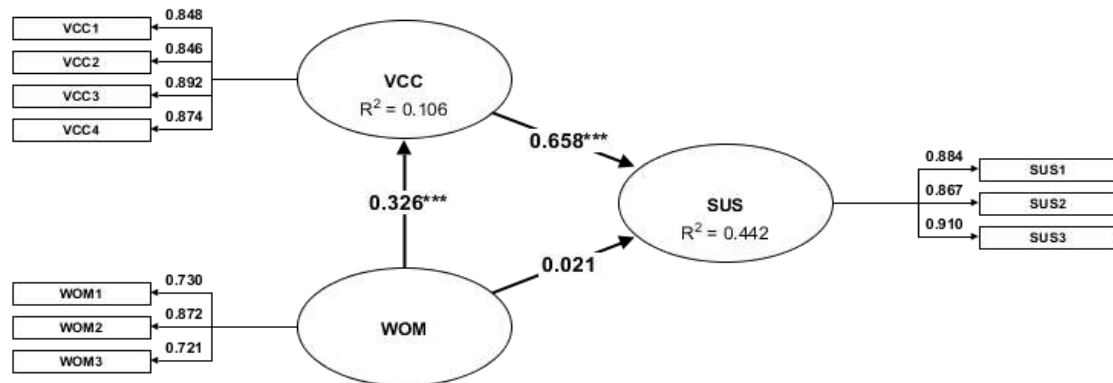 VCC1
0.848
VCC2
0.846
VCC3
0.892
VCC4
0.874
VCC
R² = 0.106
0.658***
0.326***
SUS
R² = 0.442
0.884
SUS1
0.867
SUS2
0.910
SUS3
0.021
WOM1
0.730
WOM2
0.872
WOM3
0.721
WOM